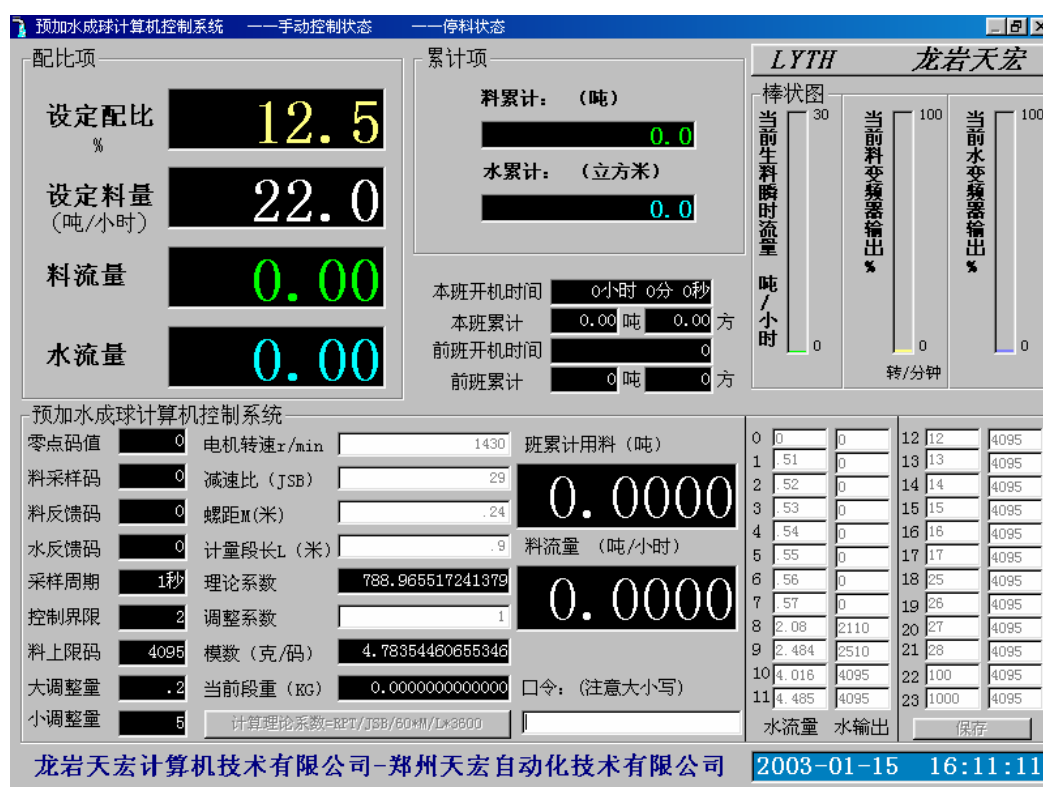 预加水成球计算机控制系统 一一手动控制状态 一一停料状态
配比项
设定配比 12.5
%
设定料量 22.0
(吨/小时)
料流量 0.00
水流量 0.00
累计项
料累计: (吨)
0.0
水累计: (立方米)
0.0
本班开机时间 0小时 0分 0秒
本班累计 0.00 吨 0.00 方
前班开机时间 0
前班累计 0 吨 0 方
LYTH 龙岩天宏
棒状图
当前生料瞬时流量 吨/小时
30
0
当前料变频器输出%
100
0
转/分钟
当前水变频器输出%
100
0
预加水成球计算机控制系统
零点码值 0
料采样码 0
料反馈码 0
水反馈码 0
采样周期 1秒
控制界限 2
料上限码 4095
大调整量 .2
小调整量 5
电机转速r/min 1430
减速比 (JSB) 29
螺距M(米) .24
计量段长L (米) .9
理论系数 788.965517241379
调整系数 1
模数 (克/码) 4.78354460655346
当前段重 (KG) 0.0000000000000
计算理论系数=RPT/JSB/60*M/L*3600
班累计用料 (吨)
0.0000
料流量 (吨/小时)
0.0000
口令: (注意大小写)
0 0 0
1 .51 0
2 .52 0
3 .53 0
4 .54 0
5 .55 0
6 .56 0
7 .57 0
8 2.08 2110
9 2.484 2510
10 4.016 4095
11 4.485 4095
水流量 水输出
12 12 4095
13 13 4095
14 14 4095
15 15 4095
16 16 4095
17 17 4095
18 25 4095
19 26 4095
20 27 4095
21 28 4095
22 100 4095
23 1000 4095
保存
龙岩天宏计算机技术有限公司-郑州天宏自动化技术有限公司
2003-01-15 16:11:11